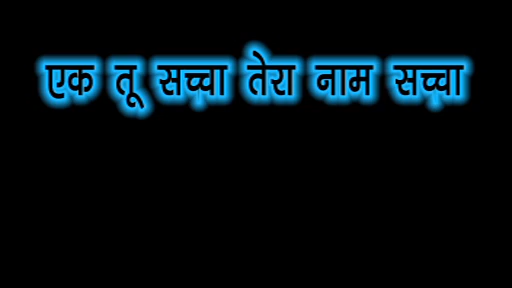 एक तू सच्चा तेरा नाम सच्चा